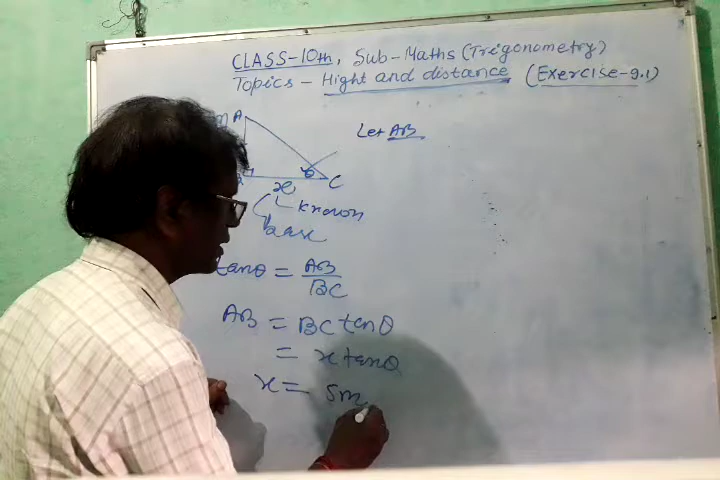 CLASS-10th, Sub-Maths (Trigonometry)
Topics - Hight and distance (Exercise-9.1)
A
Let AB
θ
x
C
known
base
tanθ = AB/BC
AB = BC tanθ
= x tanθ
x = 5m